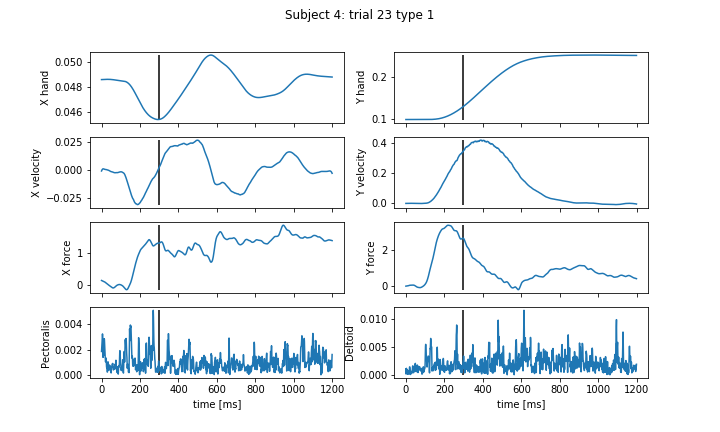 Subject 4: trial 23 type 1
0.050
0.048
0.046
X hand
0.2
0.1
Y hand
0.025
0.000
−0.025
X velocity
0.4
0.2
0.0
Y velocity
1
0
X force
2
0
Y force
0.004
0.002
0.000
Pectoralis
0 200 400 600 800 1000 1200
time [ms]
0.010
0.005
0.000
Deltoid
0 200 400 600 800 1000 1200
time [ms]